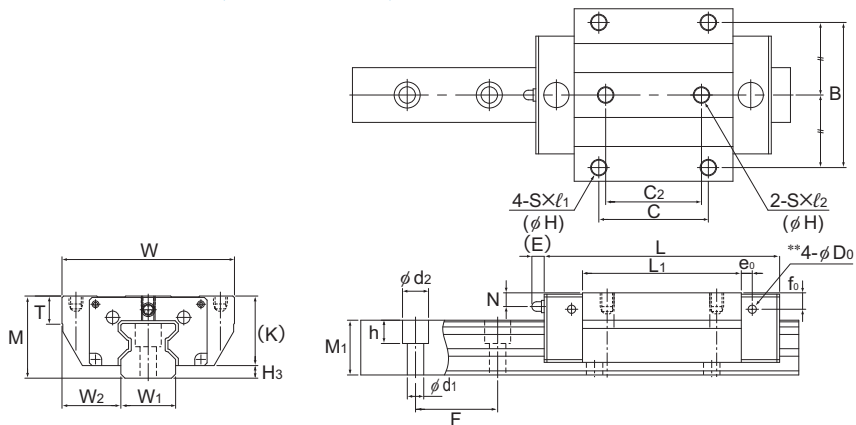 B
4-S×ℓ1
(φH)
C2
C
2-S×ℓ2
(φH)
W
T
M
(K)
H3
W2
W1
(E)
L
L1
**4-φD0
e0
f0
N
φd2
h
M1
φd1
F